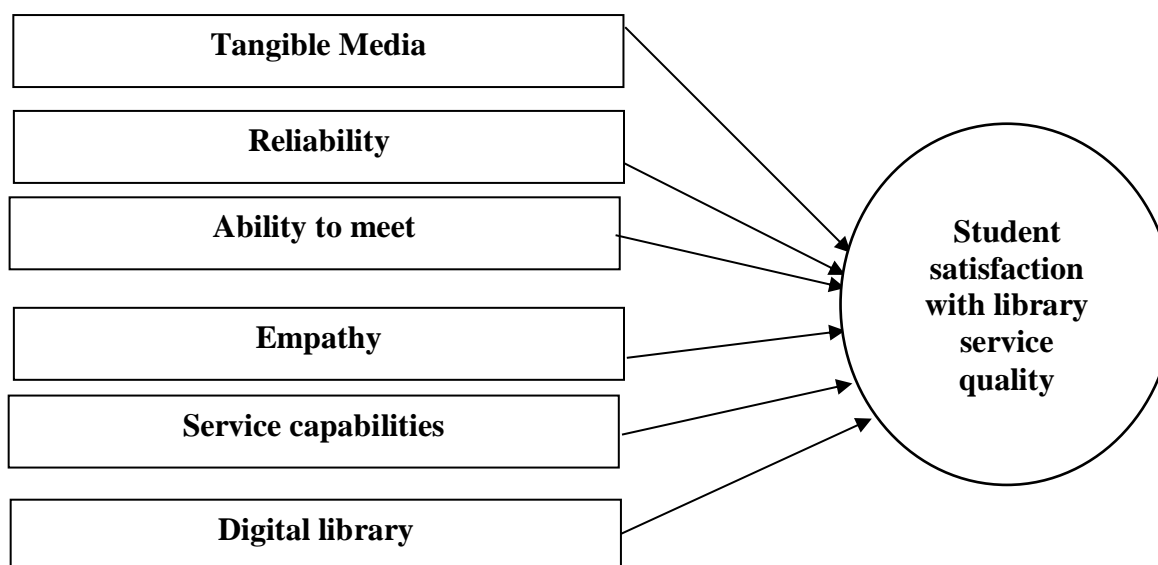 Tangible Media
Reliability
Ability to meet
Empathy
Service capabilities
Digital library
Student
satisfaction
with library
service
quality